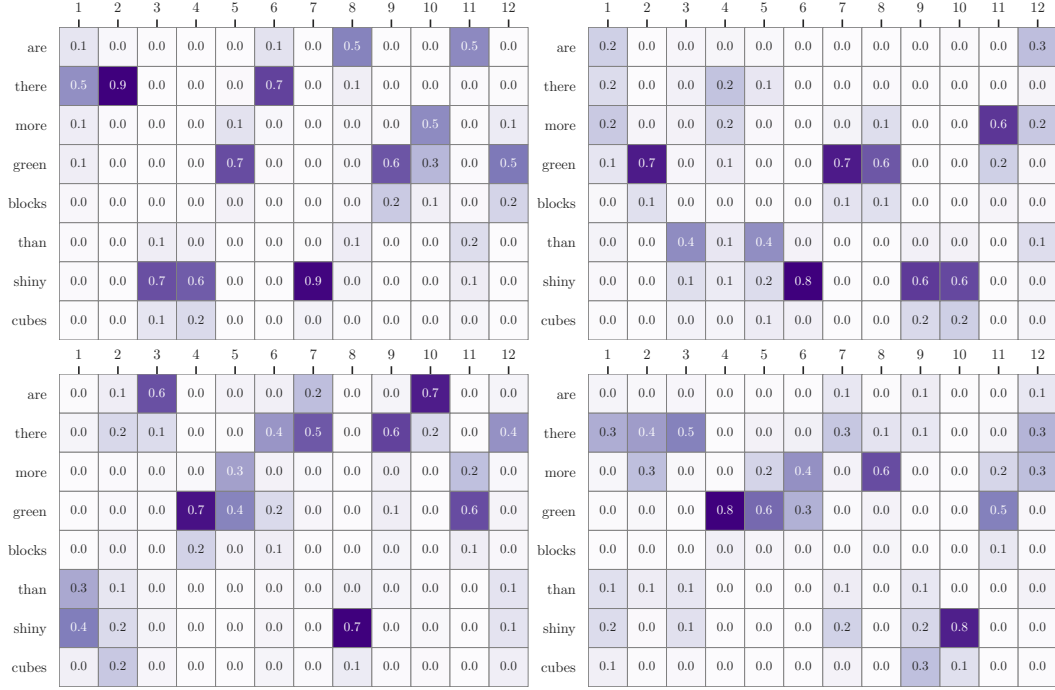 1 2 3 4 5 6 7 8 9 10 11 12
are 0.1 0.0 0.0 0.0 0.0 0.1 0.0 0.5 0.0 0.0 0.5 0.0
there 0.5 0.9 0.0 0.0 0.0 0.7 0.0 0.1 0.0 0.0 0.0 0.0
more 0.1 0.0 0.0 0.0 0.1 0.0 0.0 0.0 0.0 0.5 0.0 0.1
green 0.1 0.0 0.0 0.0 0.7 0.0 0.0 0.0 0.6 0.3 0.0 0.5
blocks 0.0 0.0 0.0 0.0 0.0 0.0 0.0 0.0 0.2 0.1 0.0 0.2
than 0.0 0.0 0.1 0.0 0.0 0.0 0.0 0.1 0.0 0.0 0.2 0.0
shiny 0.0 0.0 0.7 0.6 0.0 0.0 0.9 0.0 0.0 0.0 0.1 0.0
cubes 0.0 0.0 0.1 0.2 0.0 0.0 0.0 0.0 0.0 0.0 0.0 0.0
1 2 3 4 5 6 7 8 9 10 11 12
are 0.2 0.0 0.0 0.0 0.0 0.0 0.0 0.0 0.0 0.0 0.0 0.3
there 0.2 0.0 0.0 0.2 0.1 0.0 0.0 0.0 0.0 0.0 0.0 0.2
more 0.2 0.0 0.0 0.2 0.0 0.0 0.0 0.1 0.0 0.0 0.6 0.2
green 0.1 0.7 0.0 0.1 0.0 0.0 0.7 0.6 0.0 0.0 0.2 0.0
blocks 0.0 0.1 0.0 0.0 0.0 0.0 0.1 0.1 0.0 0.0 0.0 0.0
than 0.0 0.0 0.4 0.1 0.4 0.0 0.0 0.0 0.0 0.0 0.0 0.1
shiny 0.0 0.0 0.1 0.1 0.2 0.8 0.0 0.0 0.6 0.6 0.0 0.0
cubes 0.0 0.0 0.0 0.0 0.1 0.0 0.0 0.0 0.2 0.2 0.0 0.0
1 2 3 4 5 6 7 8 9 10 11 12
are 0.0 0.1 0.6 0.0 0.0 0.0 0.2 0.0 0.0 0.7 0.0 0.0
there 0.0 0.2 0.1 0.0 0.0 0.4 0.5 0.0 0.6 0.2 0.0 0.4
more 0.0 0.0 0.0 0.0 0.3 0.0 0.0 0.0 0.0 0.0 0.2 0.0
green 0.0 0.0 0.0 0.7 0.4 0.2 0.0 0.0 0.1 0.0 0.6 0.0
blocks 0.0 0.0 0.0 0.2 0.0 0.1 0.0 0.0 0.0 0.0 0.1 0.0
than 0.3 0.1 0.0 0.0 0.0 0.0 0.0 0.0 0.0 0.0 0.0 0.1
shiny 0.4 0.2 0.0 0.0 0.0 0.0 0.0 0.7 0.0 0.0 0.0 0.1
cubes 0.0 0.2 0.0 0.0 0.0 0.0 0.0 0.1 0.0 0.0 0.0 0.0
1 2 3 4 5 6 7 8 9 10 11 12
are 0.0 0.0 0.0 0.0 0.0 0.0 0.1 0.0 0.1 0.0 0.0 0.1
there 0.3 0.4 0.5 0.0 0.0 0.0 0.3 0.1 0.1 0.0 0.0 0.3
more 0.0 0.3 0.0 0.0 0.2 0.4 0.0 0.6 0.0 0.0 0.2 0.3
green 0.0 0.0 0.0 0.8 0.6 0.3 0.0 0.0 0.0 0.0 0.5 0.0
blocks 0.0 0.0 0.0 0.0 0.0 0.0 0.0 0.0 0.0 0.0 0.1 0.0
than 0.1 0.1 0.1 0.0 0.0 0.0 0.1 0.0 0.1 0.0 0.0 0.1
shiny 0.2 0.0 0.1 0.0 0.0 0.0 0.2 0.0 0.2 0.8 0.0 0.0
cubes 0.1 0.0 0.0 0.0 0.0 0.0 0.0 0.0 0.3 0.1 0.0 0.0